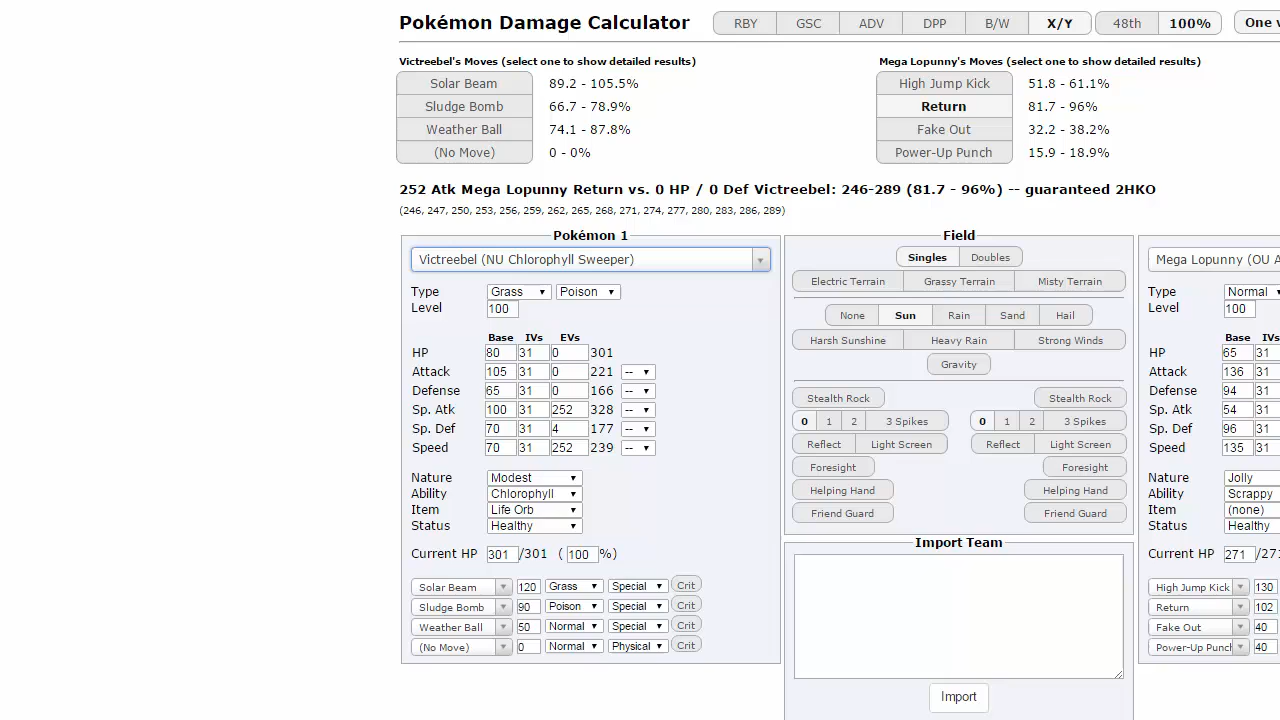 Pokémon Damage Calculator RBY GSC ADV DPP B/W X/Y 48th 100% One v
Victreebel's Moves (select one to show detailed results) Mega Lopunny's Moves (select one to show detailed results)
Solar Beam 89.2 - 105.5% High Jump Kick 51.8 - 61.1%
Sludge Bomb 66.7 - 78.9% Return 81.7 - 96%
Weather Ball 74.1 - 87.8% Fake Out 32.2 - 38.2%
(No Move) 0 - 0% Power-Up Punch 15.9 - 18.9%
252 Atk Mega Lopunny Return vs. 0 HP / 0 Def Victreebel: 246-289 (81.7 - 96%) -- guaranteed 2HKO
(246, 247, 250, 253, 256, 259, 262, 265, 268, 271, 274, 277, 280, 283, 286, 289)
Pokémon 1
Victreebel (NU Chlorophyll Sweeper)
Type Grass Poison
Level 100
Base IVs EVs
HP 80 31 0 301
Attack 105 31 0 221 --
Defense 65 31 0 166 --
Sp. Atk 100 31 252 328 --
Sp. Def 70 31 4 177 --
Speed 70 31 252 239 --
Nature Modest
Ability Chlorophyll
Item Life Orb
Status Healthy
Current HP 301 /301 ( 100 %)
Solar Beam 120 Grass Special Crit
Sludge Bomb 90 Poison Special Crit
Weather Ball 50 Normal Special Crit
(No Move) 0 Normal Physical Crit
Field
Singles Doubles
Electric Terrain Grassy Terrain Misty Terrain
None Sun Rain Sand Hail
Harsh Sunshine Heavy Rain Strong Winds
Gravity
Stealth Rock Stealth Rock
0 1 2 3 Spikes 0 1 2 3 Spikes
Reflect Light Screen Reflect Light Screen
Foresight Foresight
Helping Hand Helping Hand
Friend Guard Friend Guard
Import Team
Import
Mega Lopunny (OU A
Type Normal
Level 100
Base IVs
HP 65 31
Attack 136 31
Defense 94 31
Sp. Atk 54 31
Sp. Def 96 31
Speed 135 31
Nature Jolly
Ability Scrappy
Item (none)
Status Healthy
Current HP 271 /271
High Jump Kick 130
Return 102
Fake Out 40
Power-Up Punch 40